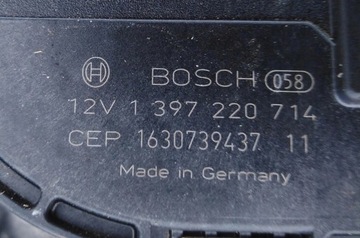 BOSCH 058
12V 1 397 220 714
CEP 1630739437 11
Made in Germany